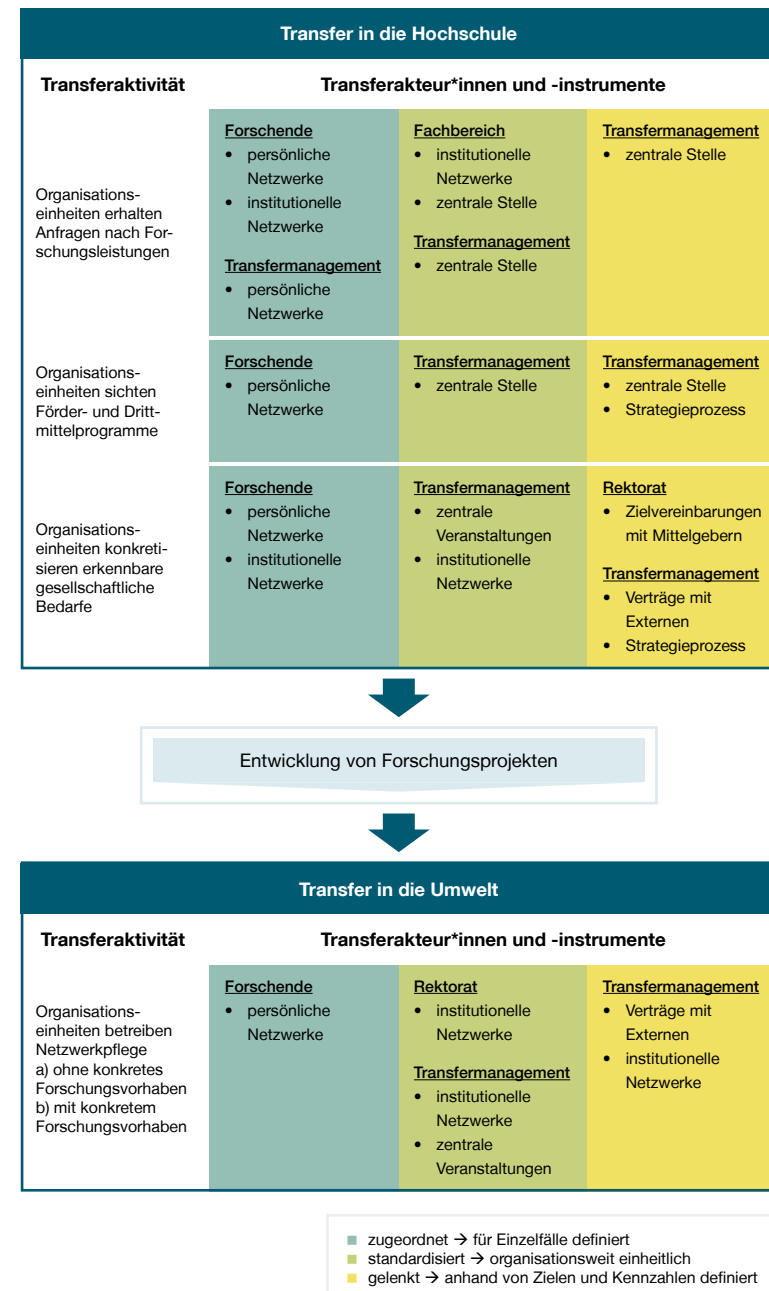 Transfer in die Hochschule
Transferaktivität
Transferakteur*innen und -instrumente
Organisations-
einheiten erhalten
Anfragen nach For-
schungsleistungen
Forschende
• persönliche
Netzwerke
• institutionelle
Netzwerke
Transfermanagement
• persönliche
Netzwerke
Fachbereich
• institutionelle
Netzwerke
• zentrale Stelle
Transfermanagement
• zentrale Stelle
Transfermanagement
• zentrale Stelle
Organisations-
einheiten sichten
Förder- und Dritt-
mittelprogramme
Forschende
• persönliche
Netzwerke
Transfermanagement
• zentrale Stelle
Transfermanagement
• zentrale Stelle
• Strategieprozess
Organisations-
einheiten konkreti-
sieren erkennbare
gesellschaftliche
Bedarfe
Forschende
• persönliche
Netzwerke
• institutionelle
Netzwerke
Transfermanagement
• zentrale
Veranstaltungen
• institutionelle
Netzwerke
Rektorat
• Zielvereinbarungen
mit Mittelgebern
Transfermanagement
• Verträge mit
Externen
• Strategieprozess
Entwicklung von Forschungsprojekten
Transfer in die Umwelt
Transferaktivität
Transferakteur*innen und -instrumente
Organisations-
einheiten betreiben
Netzwerkpflege
a) ohne konkretes
Forschungsvorhaben
b) mit konkretem
Forschungsvorhaben
Forschende
• persönliche
Netzwerke
Rektorat
• institutionelle
Netzwerke
Transfermanagement
• institutionelle
Netzwerke
• zentrale
Veranstaltungen
Transfermanagement
• Verträge mit
Externen
• institutionelle
Netzwerke
zugeordnet → für Einzelfälle definiert
standardisiert → organisationsweit einheitlich
gelenkt → anhand von Zielen und Kennzahlen definiert